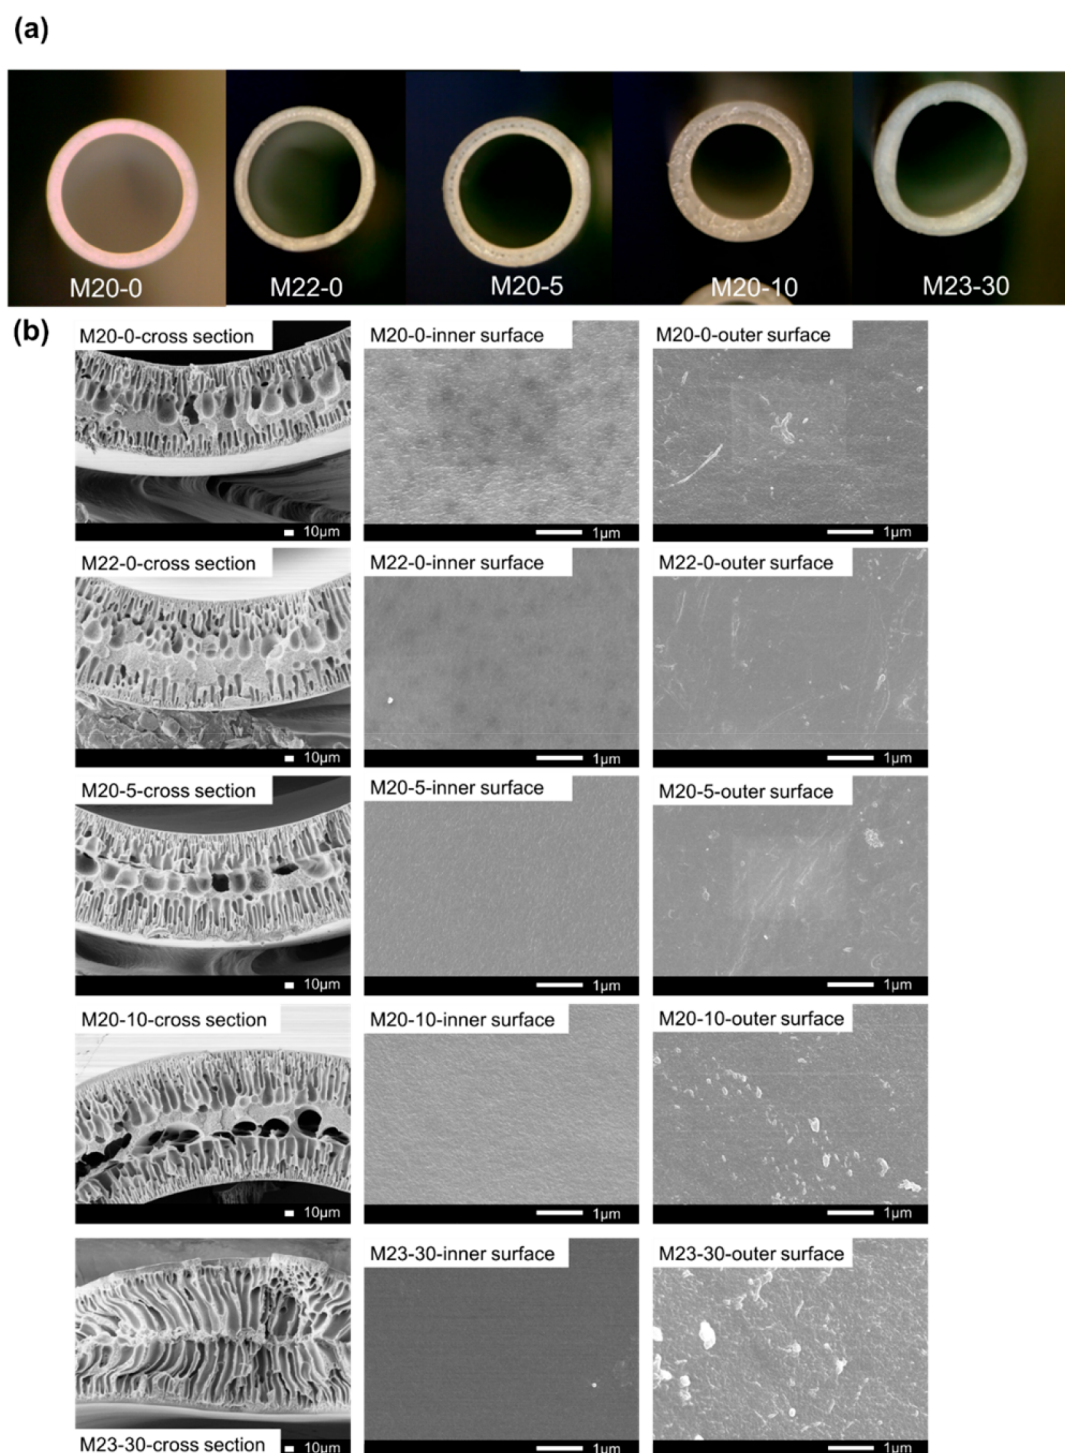 (a)
M20-0
M22-0
M20-5
M20-10
M23-30
(b)
M20-0-cross section
M20-0-inner surface
M20-0-outer surface
10μm
1μm
1μm
M22-0-cross section
M22-0-inner surface
M22-0-outer surface
10μm
1μm
1μm
M20-5-cross section
M20-5-inner surface
M20-5-outer surface
10μm
1μm
1μm
M20-10-cross section
M20-10-inner surface
M20-10-outer surface
10μm
1μm
1μm
M23-30-inner surface
M23-30-outer surface
M23-30-cross section
10μm
1μm
1μm